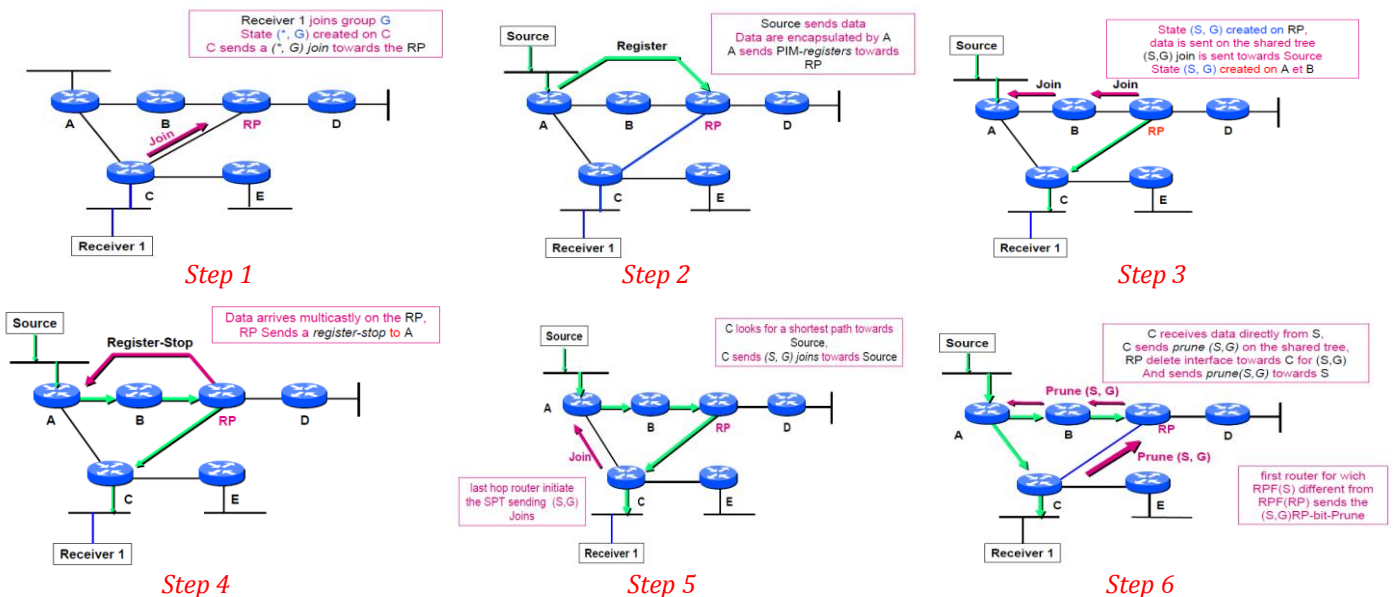 Receiver 1 joins group G
State (*, G) created on C
C sends a (*, G) join towards the RP
A
B
RP
D
Join
C
E
Receiver 1
Step 1
Source sends data
Data are encapsulated by A
A sends PIM-registers towards
RP
Source
Register
A
B
RP
D
C
E
Receiver 1
Step 2
State (S, G) created on RP,
data is sent on the shared tree
(S,G) join is sent towards Source
State (S, G) created on A et B
Source
Join
Join
A
B
RP
D
C
E
Receiver 1
Step 3
Data arrives multicastly on the RP,
RP Sends a register-stop to A
Source
Register-Stop
A
B
RP
D
C
E
Receiver 1
Step 4
C looks for a shortest path towards
Source,
C sends (S, G) joins towards Source
Source
A
B
RP
D
Join
last hop router initiate
the SPT sending (S,G)
Joins
C
E
Receiver 1
Step 5
C receives data directly from S,
C sends prune (S,G) on the shared tree,
RP delete interface towards C for (S,G)
And sends prune(S,G) towards S
Source
Prune (S, G)
A
B
RP
D
Prune (S, G)
C
E
first router for wich
RPF(S) different from
RPF(RP) sends the
(S,G)RP-bit-Prune
Receiver 1
Step 6